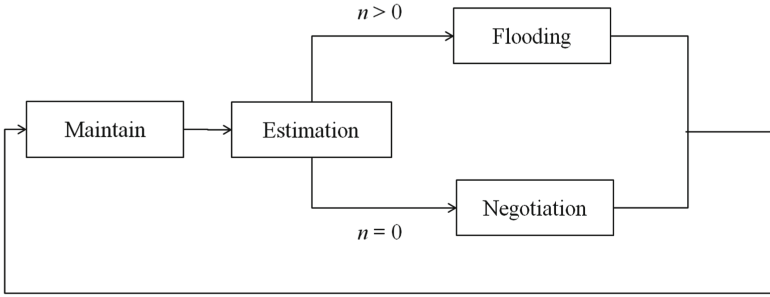 n > 0
Flooding
Maintain
Estimation
Negotiation
n = 0